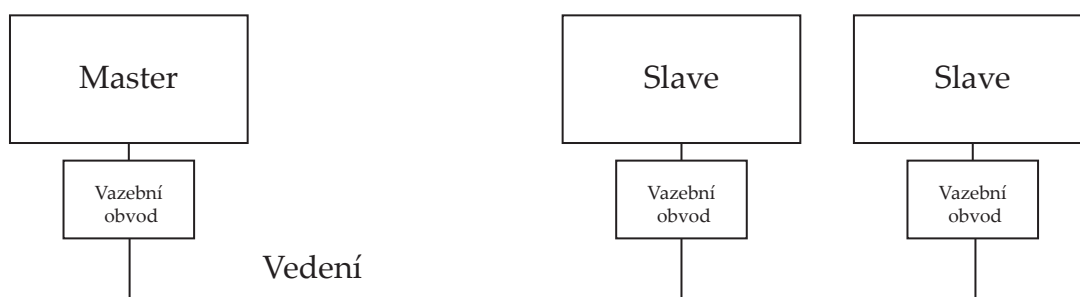 Master
Slave
Slave
Vazební
obvod
Vazební
obvod
Vazební
obvod
Vedení